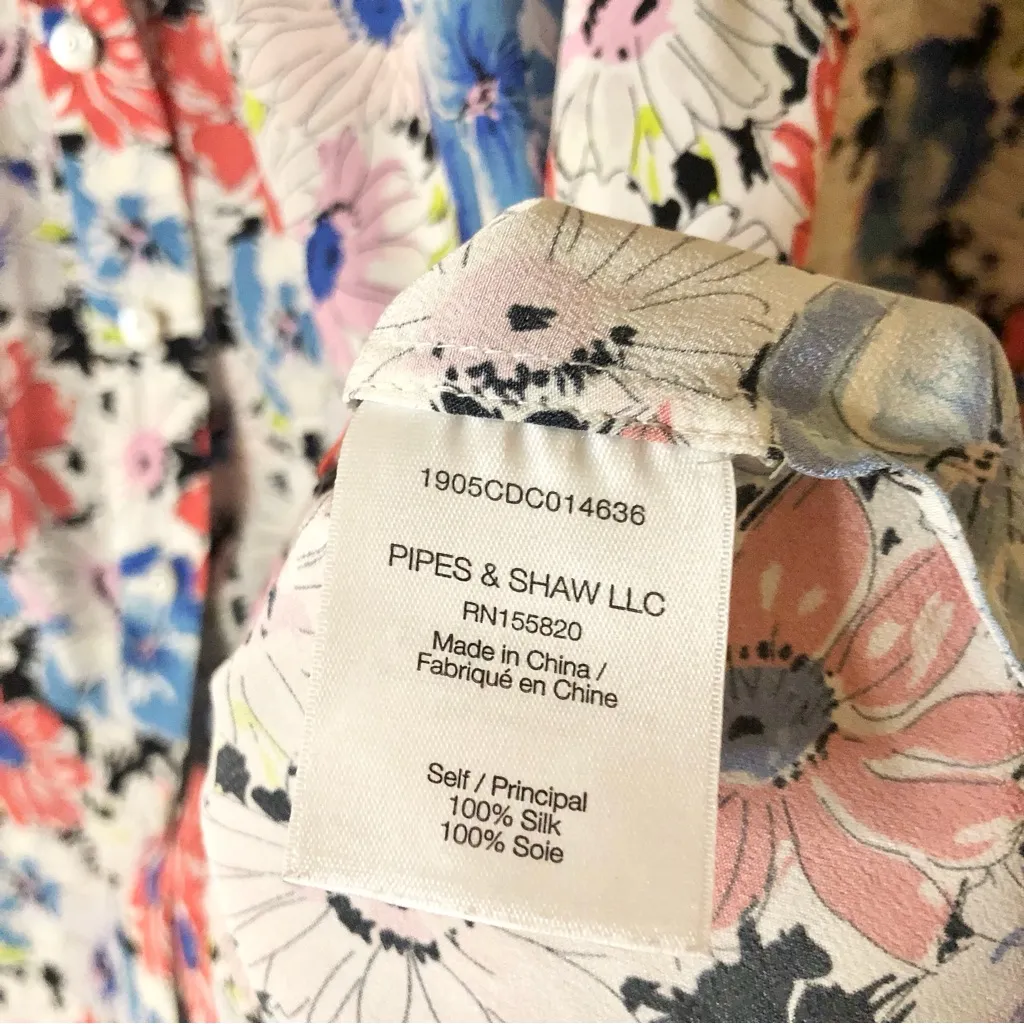 1905CDC014636
PIPES & SHAW LLC
RN155820
Made in China /
Fabriqué en Chine
Self / Principal
100% Silk
100% Soie